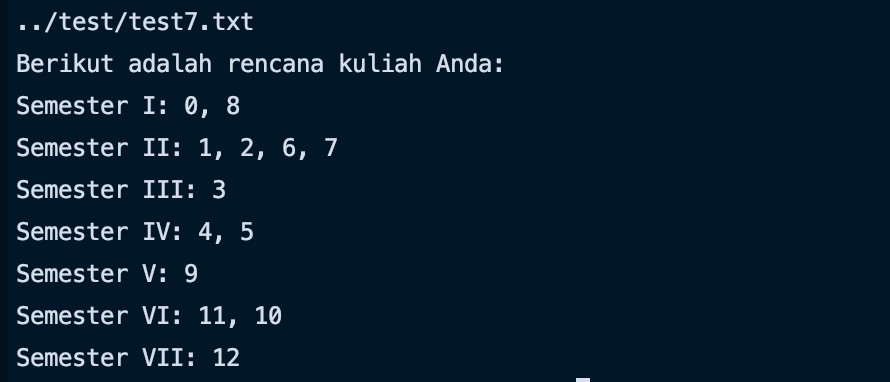 ../test/test7.txt
Berikut adalah rencana kuliah Anda:
Semester I: 0, 8
Semester II: 1, 2, 6, 7
Semester III: 3
Semester IV: 4, 5
Semester V: 9
Semester VI: 11, 10
Semester VII: 12